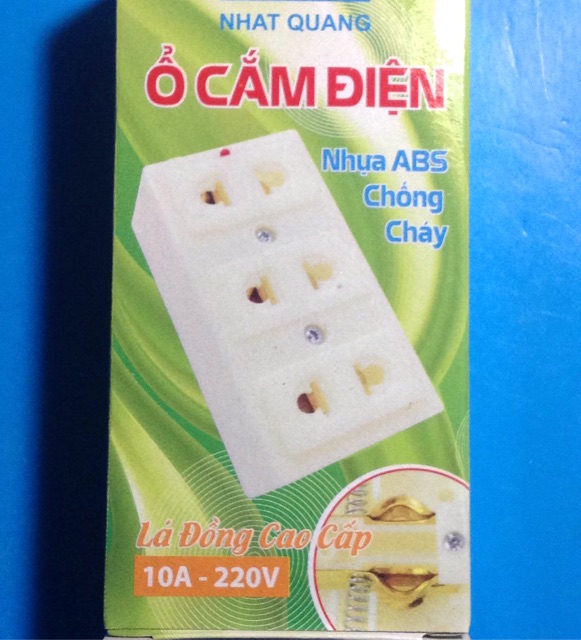 NHAT QUANG
Ổ CẮM ĐIỆN
Nhựa ABS
Chống
Cháy
Lá Đồng Cao Cấp
10A - 220V